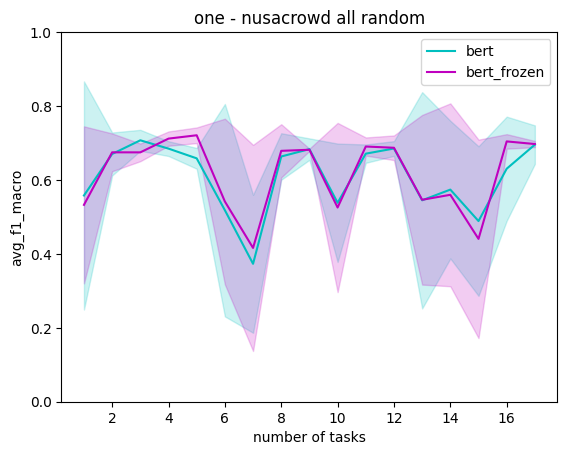 one - nusacrowd all random
bert
bert_frozen
avg_f1_macro
1.0
0.8
0.6
0.4
0.2
0.0
2 4 6 8 10 12 14 16
number of tasks